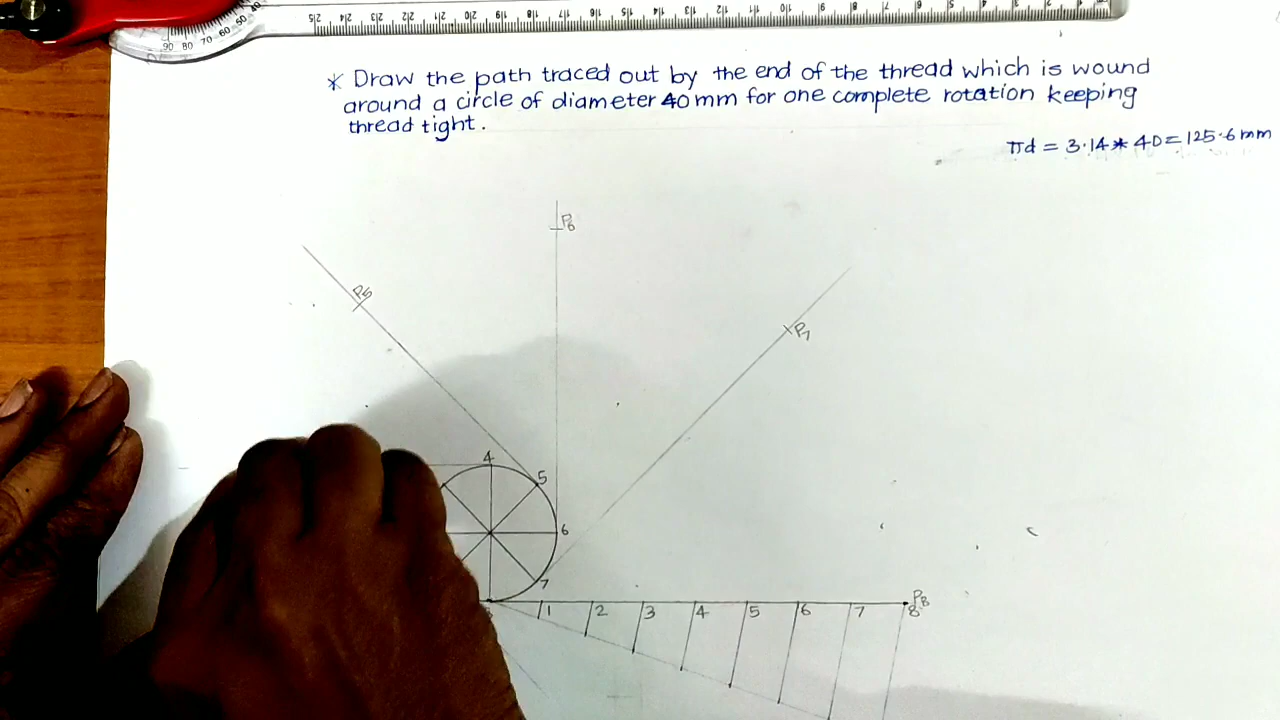 * Draw the path traced out by the end of the thread which is wound
around a circle of diameter 40 mm for one complete rotation keeping
thread tight.
πd = 3.14 * 40 = 125.6 mm
P6
P5
P7
4
5
6
7
P8
1 2 3 4 5 6 7 8